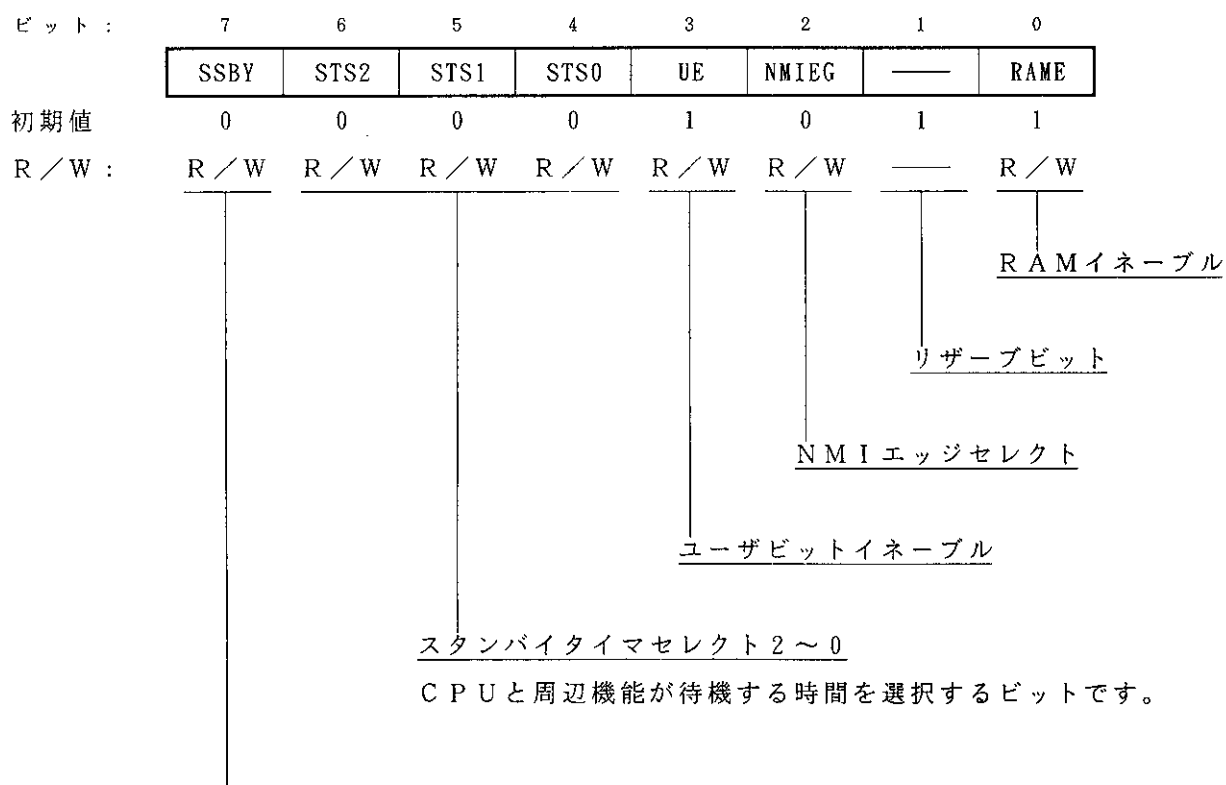 ビット： 7 6 5 4 3 2 1 0
SSBY STS2 STS1 STS0 UE NMIEG ― RAME
初期値 0 0 0 0 1 0 1 1
R／W： R／W R／W R／W R／W R／W R／W ― R／W
RAMイネーブル
リザーブビット
NMIエッジセレクト
ユーザビットイネーブル
スタンバイタイマセレクト2～0
CPUと周辺機能が待機する時間を選択するビットです。